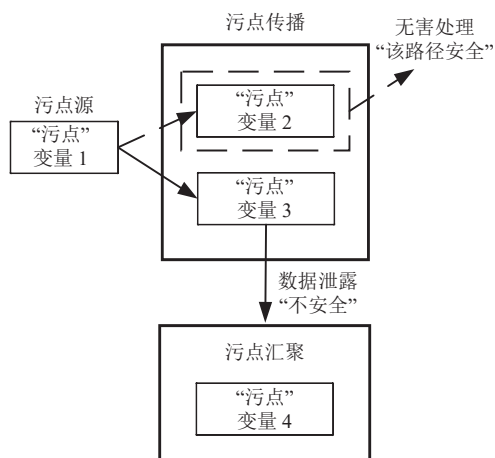 污点传播
无害处理
“该路径安全”
污点源
“污点”
变量 1
“污点”
变量 2
“污点”
变量 3
数据泄露
“不安全”
污点汇聚
“污点”
变量 4